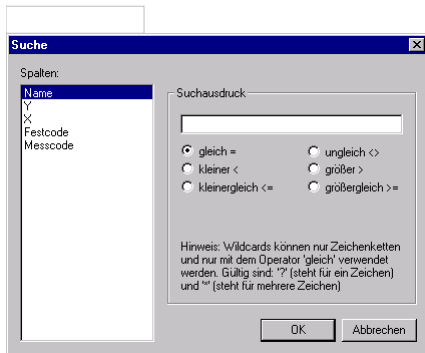 Suche
Spalten:
Name
Y
X
Festcode
Messcode
Suchausdruck
gleich =
ungleich <>
kleiner <
größer >
kleinergleich <=
größergleich >=
Hinweis: Wildcards können nur Zeichenketten
und nur mit dem Operator 'gleich' verwendet
werden. Gültig sind: '?' (steht für ein Zeichen)
und '*' (steht für mehrere Zeichen)
OK
Abbrechen